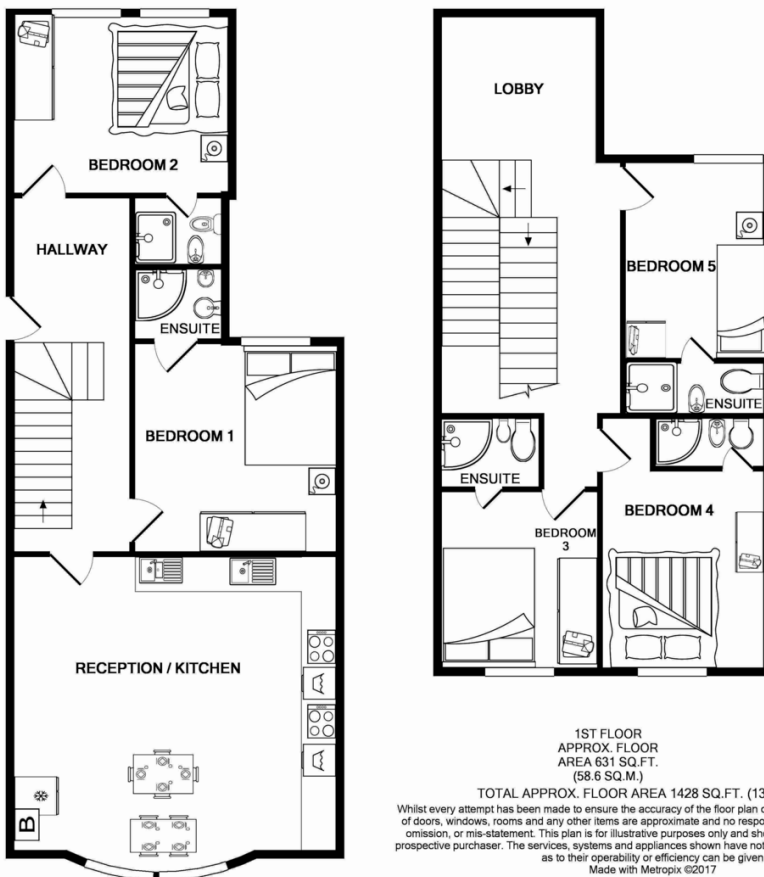 BEDROOM 2
HALLWAY
ENSUITE
BEDROOM 1
RECEPTION / KITCHEN
B
LOBBY
BEDROOM 5
ENSUITE
ENSUITE
BEDROOM
3
BEDROOM 4
1ST FLOOR
APPROX. FLOOR
AREA 631 SQ.FT.
(58.6 SQ.M.)
TOTAL APPROX. FLOOR AREA 1428 SQ.FT. (13
Whilst every attempt has been made to ensure the accuracy of the floor plan c
of doors, windows, rooms and any other items are approximate and no respo
omission, or mis-statement. This plan is for illustrative purposes only and sho
prospective purchaser. The services, systems and appliances shown have not
as to their operability or efficiency can be given
Made with Metropix ©2017